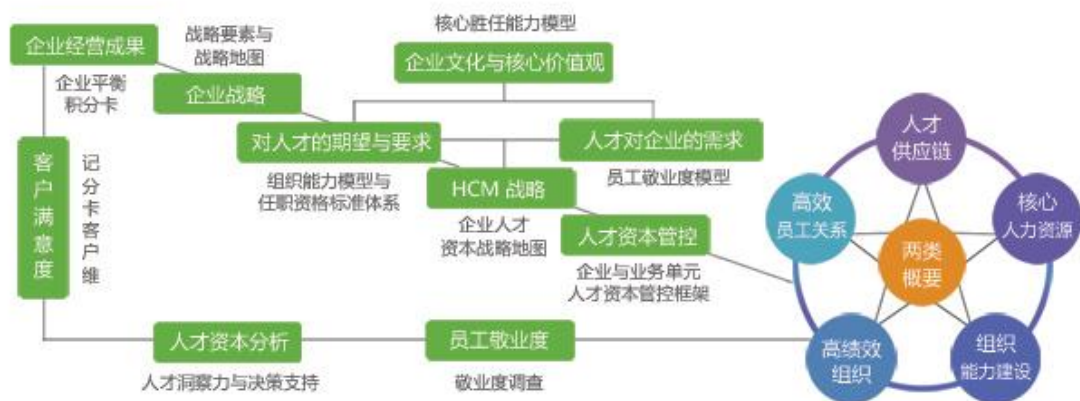 核心胜任能力模型
企业经营成果
战略要素与
战略地图
企业文化与核心价值观
企业平衡
积分卡
企业战略
对人才的期望与要求
人才对企业的需求
组织能力模型与
任职资格标准体系
HCM 战略
员工敬业度模型
企业人才
资本战略地图
人才资本管控
企业与业务单元
人才资本管控框架
客户满意度
记分卡客户维
人才资本分析
员工敬业度
人才洞察力与决策支持
敬业度调查
人才
供应链
高效
员工关系
核心
人力资源
两类
概要
高绩效
组织
组织
能力建设